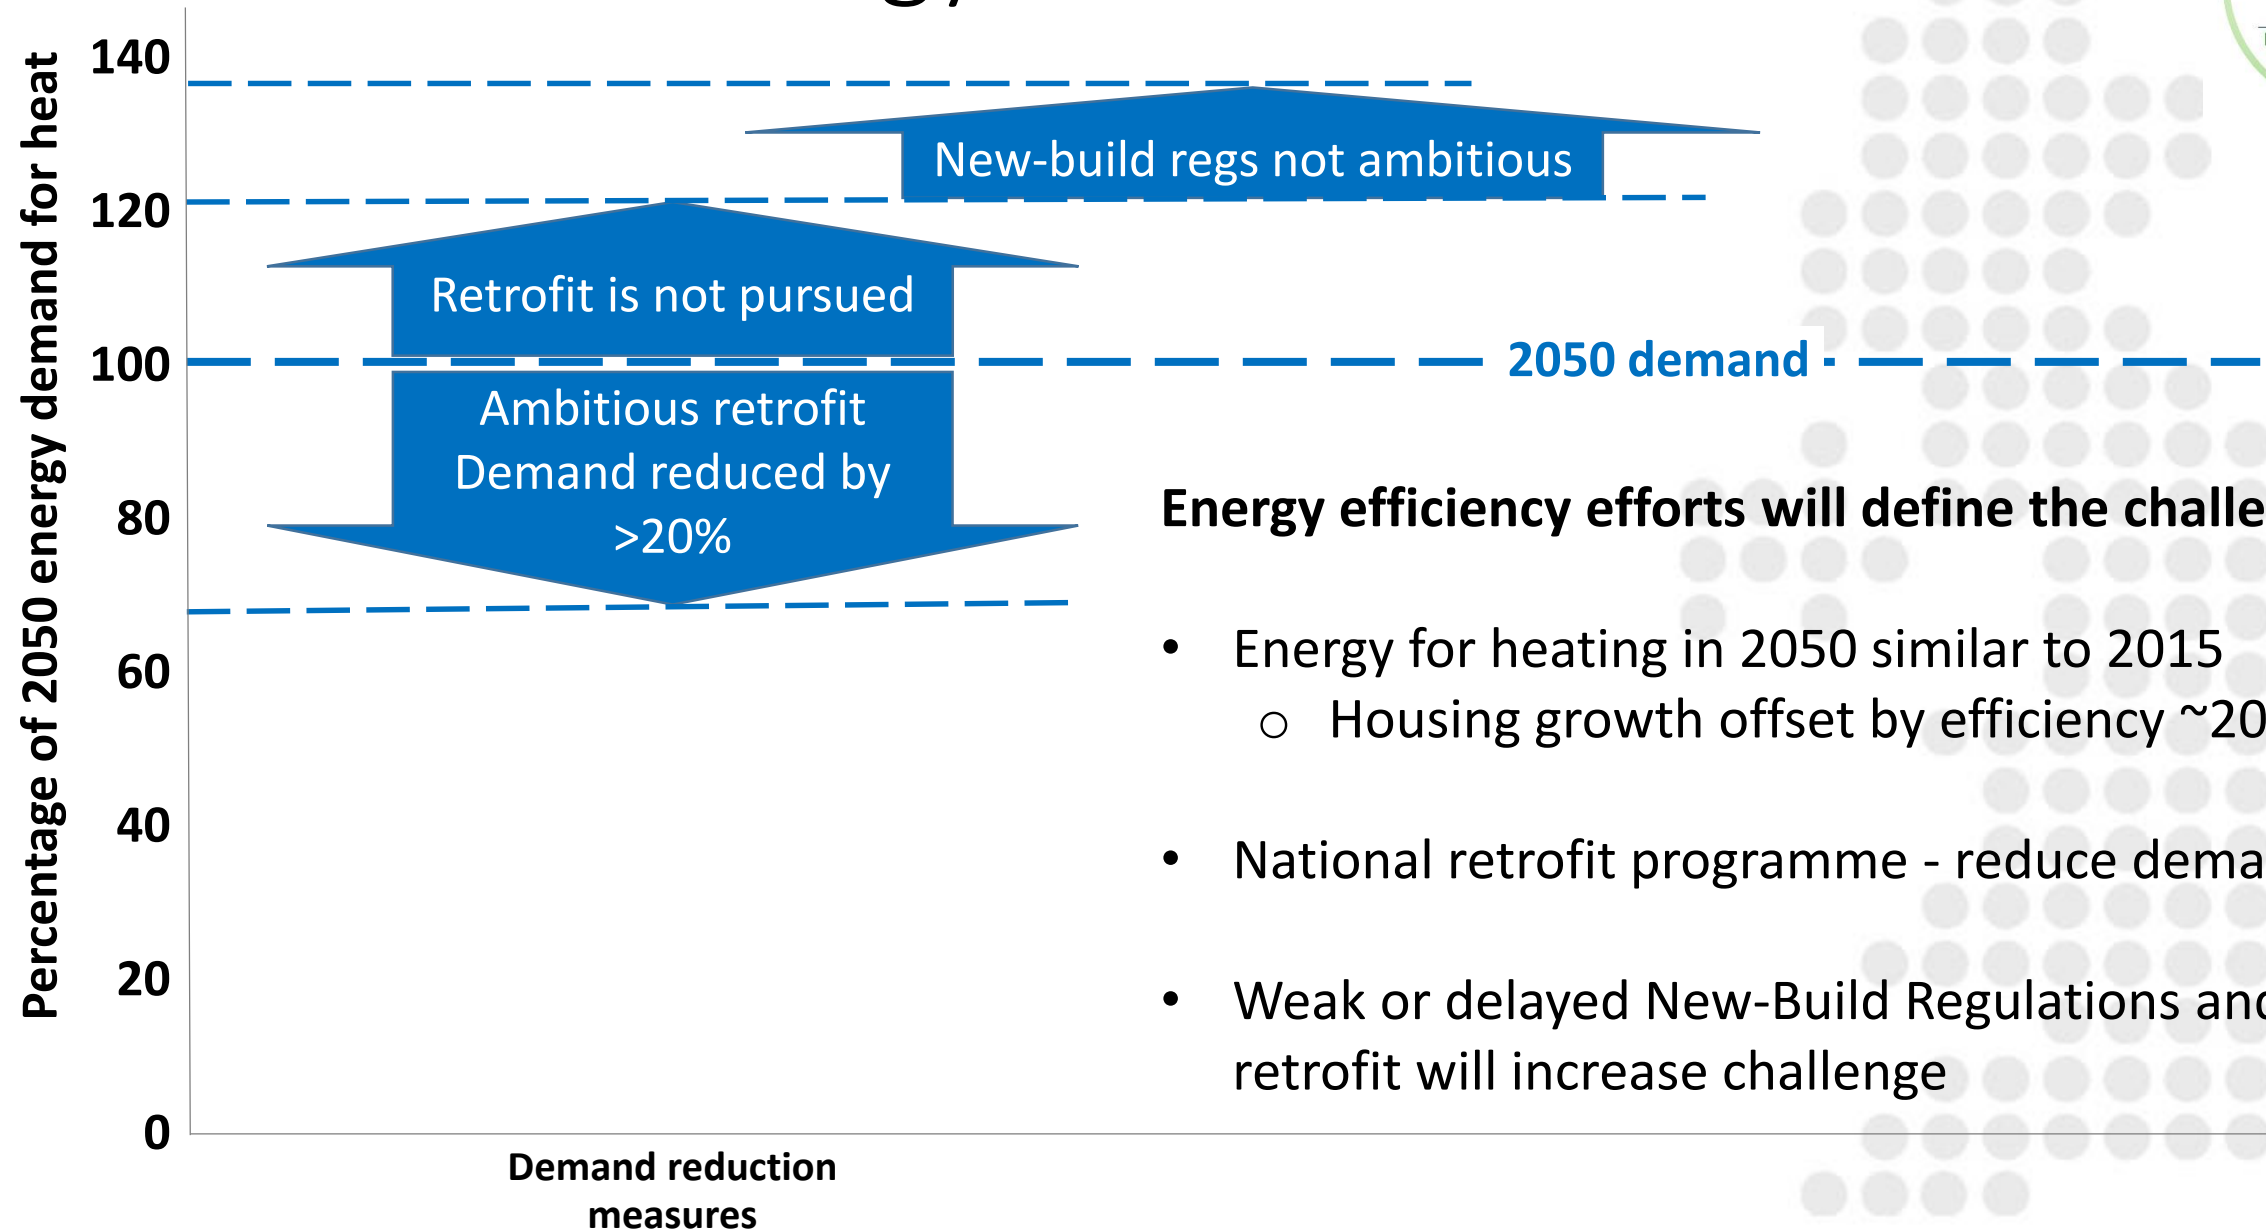 Percentage of 2050 energy demand for heat
140
120
100
80
60
40
20
0
New-build regs not ambitious
Retrofit is not pursued
2050 demand
Ambitious retrofit
Demand reduced by
>20%
Energy efficiency efforts will define the
• Energy for heating in 2050 similar to 2015
o Housing growth offset by efficiency
• National retrofit programme - reduce
• Weak or delayed New-Build Regulations and
retrofit will increase challenge
Demand reduction
measures